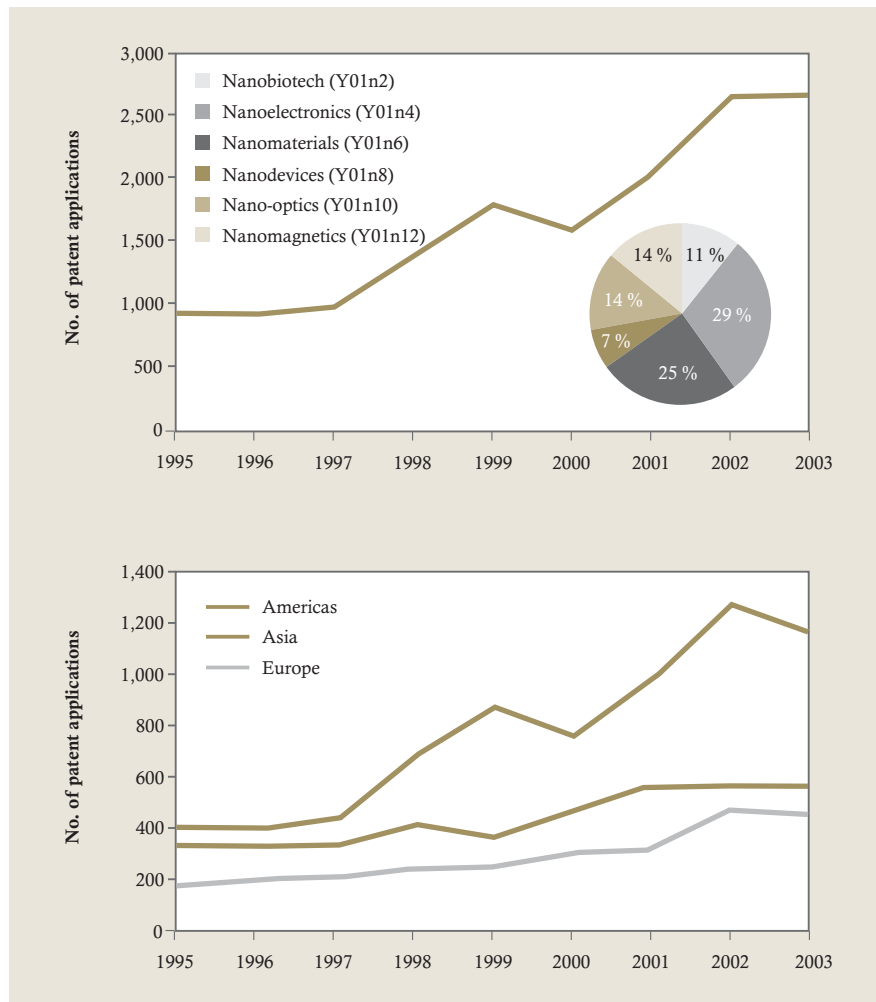 3,000
2,500
2,000
1,500
1,000
500
0
No. of patent applications
Nanobiotech (Y01n2)
Nanoelectronics (Y01n4)
Nanomaterials (Y01n6)
Nanodevices (Y01n8)
Nano-optics (Y01n10)
Nanomagnetics (Y01n12)
14 % 11 %
14 % 29 %
7 %
25 %
1995 1996 1997 1998 1999 2000 2001 2002 2003
1,400
1,200
1,000
800
600
400
200
0
No. of patent applications
Americas
Asia
Europe
1995 1996 1997 1998 1999 2000 2001 2002 2003